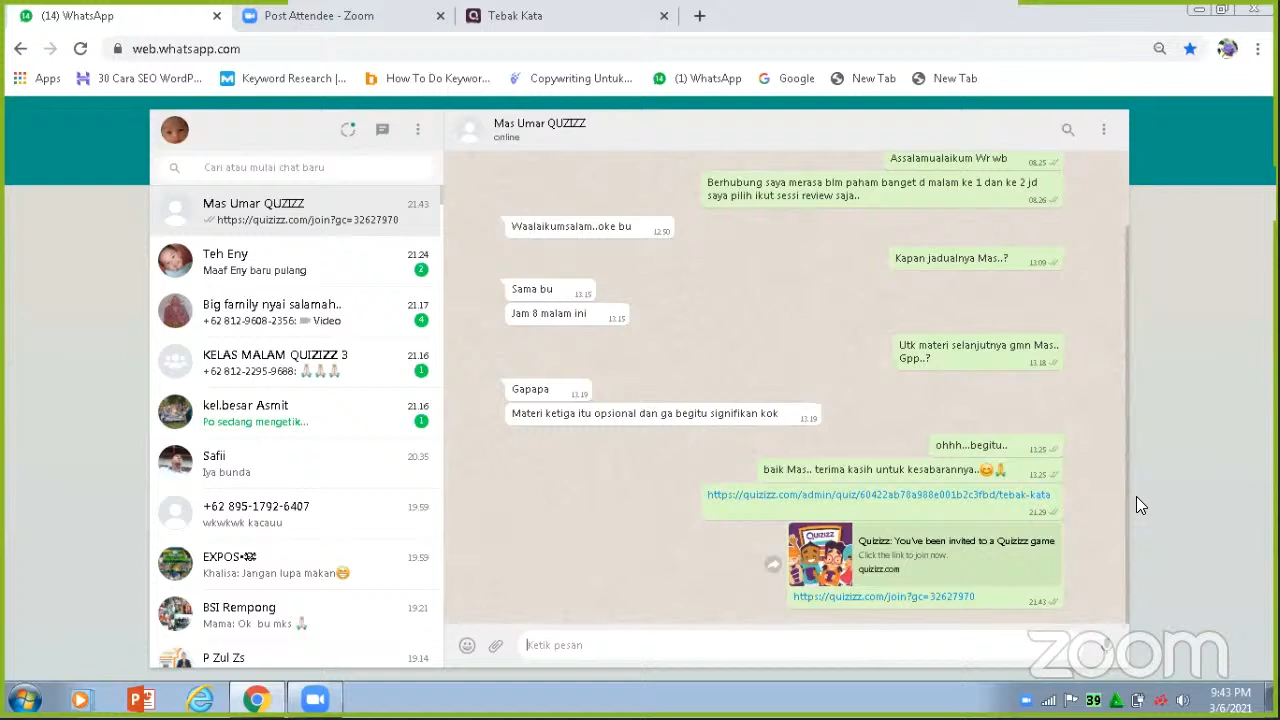 (14) WhatsApp
Post Attendee - Zoom
Tebak Kata
web.whatsapp.com
Apps
30 Cara SEO WordP...
Keyword Research |...
How To Do Keywor...
Copywriting Untuk...
(1) WhatsApp
Google
New Tab
New Tab
Cari atau mulai chat baru
Mas Umar QUZIZZ 21.43
https://quizizz.com/join?gc=32627970
Teh Eny 21.24
Maaf Eny baru pulang 2
Big family nyai salamah.. 21.17
+62 812-9608-2356: Video 4
KELAS MALAM QUIZIZZ 3 21.16
+62 812-2295-9688: 🙏🏻🙏🏻🙏🏻 1
kel.besar Asmit 21.16
Po sedang mengetik... 1
Safii 20.35
Iya bunda
+62 895-1792-6407 19.59
wkwkwk kacauu
EXPOS 19.59
Khalisa: Jangan lupa makan😁
BSI Rempong 19.21
Mama: Ok bu mks 🙏🏻
P Zul Zs 19.14
Mas Umar QUZIZZ
online
Assalamualaikum Wr wb 08.25
Berhubung saya merasa blm paham banget d malam ke 1 dan ke 2 jd
saya pilih ikut sessi review saja.. 08.26
Waalaikumsalam..oke bu 12.50
Kapan jadualnya Mas..? 13.09
Sama bu 13.15
Jam 8 malam ini 13.15
Utk materi selanjutnya gmn Mas..
Gpp..? 13.18
Gapapa 13.19
Materi ketiga itu opsional dan ga begitu signifikan kok 13.19
ohhh...begitu.. 13.25
baik Mas.. terima kasih untuk kesabarannya..😊🙏 13.25
https://quizizz.com/admin/quiz/60422ab78a988e001b2c3fbd/tebak-kata
21.29
Quizizz
Quizizz: You've been invited to a Quizizz game
Click the link to join now.
quizizz.com
https://quizizz.com/join?gc=32627970 21.43
Ketik pesan
zoom
39
9:43 PM
3/6/2021